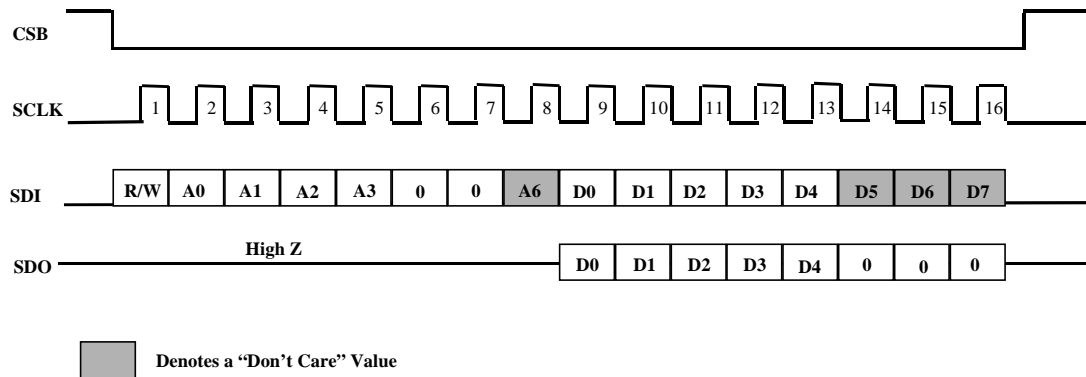 CSB
SCLK 1 2 3 4 5 6 7 8 9 10 11 12 13 14 15 16
SDI R/W A0 A1 A2 A3 0 0 A6 D0 D1 D2 D3 D4 D5 D6 D7
High Z
SDO D0 D1 D2 D3 D4 0 0 0
Denotes a “Don't Care” Value